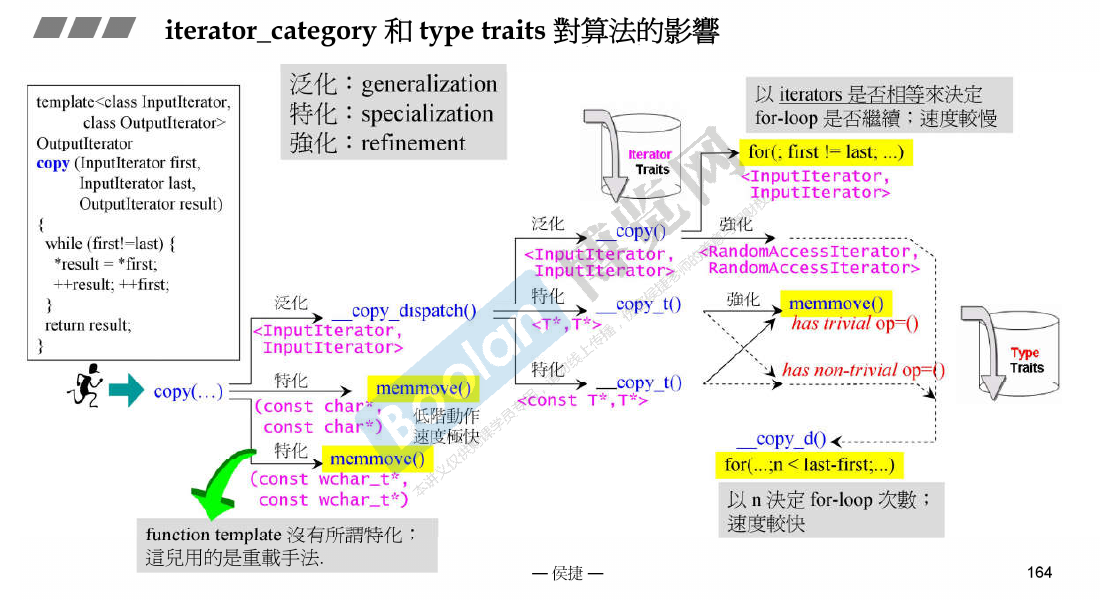 iterator_category 和 type traits 對算法的影響
template<class InputIterator,
class OutputIterator>
OutputIterator
copy (InputIterator first,
InputIterator last,
OutputIterator result)
{
while (first!=last) {
*result = *first;
++result; ++first;
}
return result;
}
泛化：generalization
特化：specialization
強化：refinement
Iterator
Traits
以 iterators 是否相等來決定
for-loop 是否繼續；速度較慢
for(; first != last; ...)
<InputIterator,
InputIterator>
泛化
__copy()
<InputIterator,
InputIterator>
強化
<RandomAccessIterator,
RandomAccessIterator>
泛化
__copy_dispatch()
<InputIterator,
InputIterator>
特化
__copy_t()
<T*,T*>
強化
memmove()
has trivial op=()
特化
__copy_t()
<const T*,T*>
has non-trivial op=()
Type
Traits
copy(…)
特化
memmove()
(const char*,
const char*)
低階動作
速度極快
特化
memmove()
(const wchar_t*,
const wchar_t*)
__copy_d()
for(...;n < last-first;...)
以 n 決定 for-loop 次數；
速度較快
function template 沒有所謂特化；
這兒用的是重載手法.
Boolan
博览网
— 侯捷 —
164